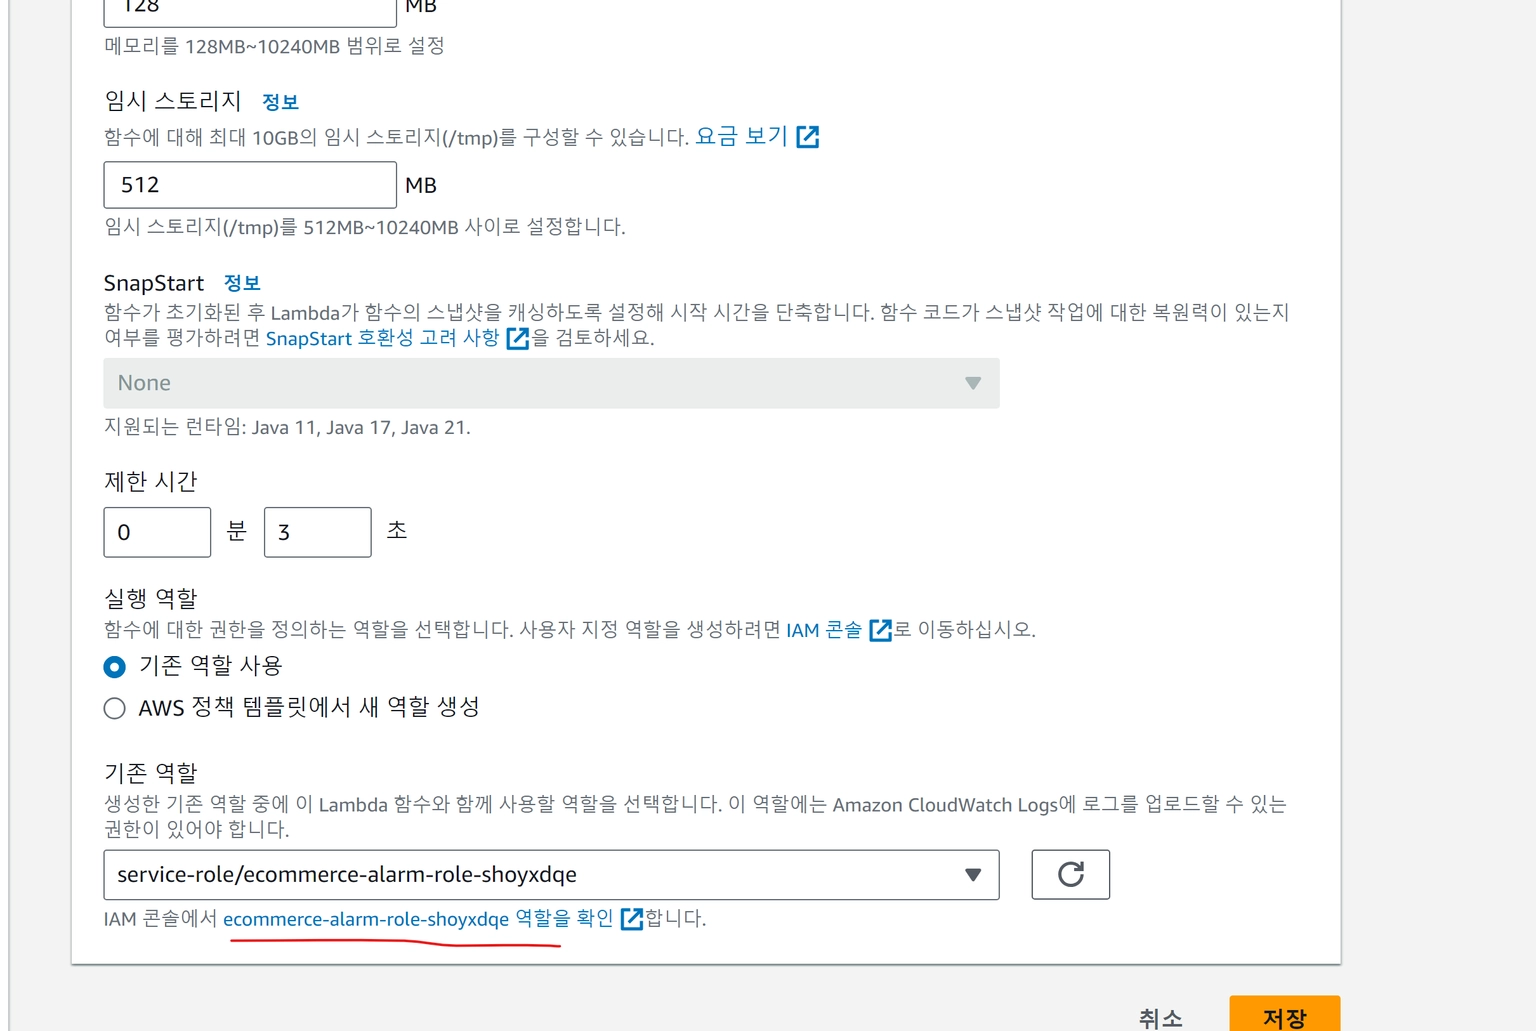 128 MB
메모리를 128MB~10240MB 범위로 설정
임시 스토리지 정보
함수에 대해 최대 10GB의 임시 스토리지(/tmp)를 구성할 수 있습니다. 요금 보기
512 MB
임시 스토리지(/tmp)를 512MB~10240MB 사이로 설정합니다.
SnapStart 정보
함수가 초기화된 후 Lambda가 함수의 스냅샷을 캐싱하도록 설정해 시작 시간을 단축합니다. 함수 코드가 스냅샷 작업에 대한 복원력이 있는지
여부를 평가하려면 SnapStart 호환성 고려 사항 을 검토하세요.
None
지원되는 런타임: Java 11, Java 17, Java 21.
제한 시간
0 분 3 초
실행 역할
함수에 대한 권한을 정의하는 역할을 선택합니다. 사용자 지정 역할을 생성하려면 IAM 콘솔 로 이동하십시오.
기존 역할 사용
AWS 정책 템플릿에서 새 역할 생성
기존 역할
생성한 기존 역할 중에 이 Lambda 함수와 함께 사용할 역할을 선택합니다. 이 역할에는 Amazon CloudWatch Logs에 로그를 업로드할 수 있는
권한이 있어야 합니다.
service-role/ecommerce-alarm-role-shoyxdqe
IAM 콘솔에서 ecommerce-alarm-role-shoyxdqe 역할을 확인 합니다.
취소 저장